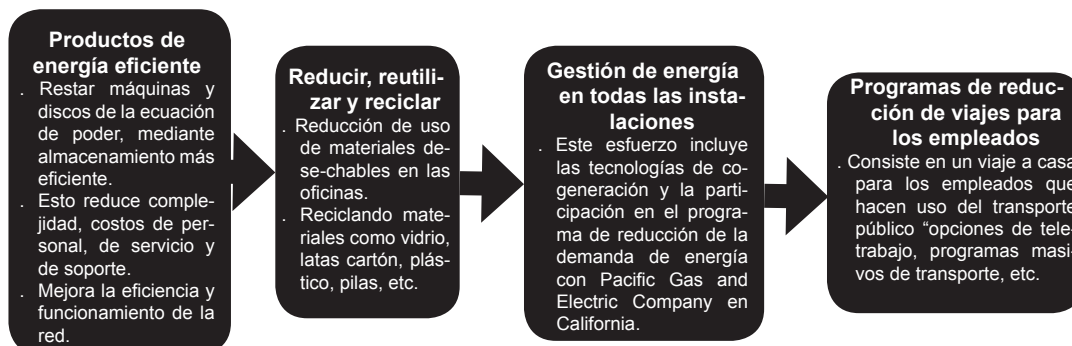 Productos de
energía eficiente
. Restar máquinas y
discos de la ecuación
de poder, mediante
almacenamiento más
eficiente.
. Esto reduce comple-
jidad, costos de per-
sonal, de servicio y
de soporte.
. Mejora la eficiencia y
funcionamiento de la
red.
Reducir, reutili-
zar y reciclar
. Reducción de uso
de materiales de-
se-chables en las
oficinas.
. Reciclando mate-
riales como vidrio,
latas cartón, plás-
tico, pilas, etc.
Gestión de energía
en todas las insta-
laciones
. Este esfuerzo incluye
las tecnologías de co-
generación y la parti-
cipación en el progra-
ma de reducción de la
demanda de energía
con Pacific Gas and
Electric Company en
California.
Programas de reduc-
ción de viajes para
los empleados
. Consiste en un viaje a casa
para los empleados que
hacen uso del transporte
público “opciones de tele-
trabajo, programas masi-
vos de transporte, etc.